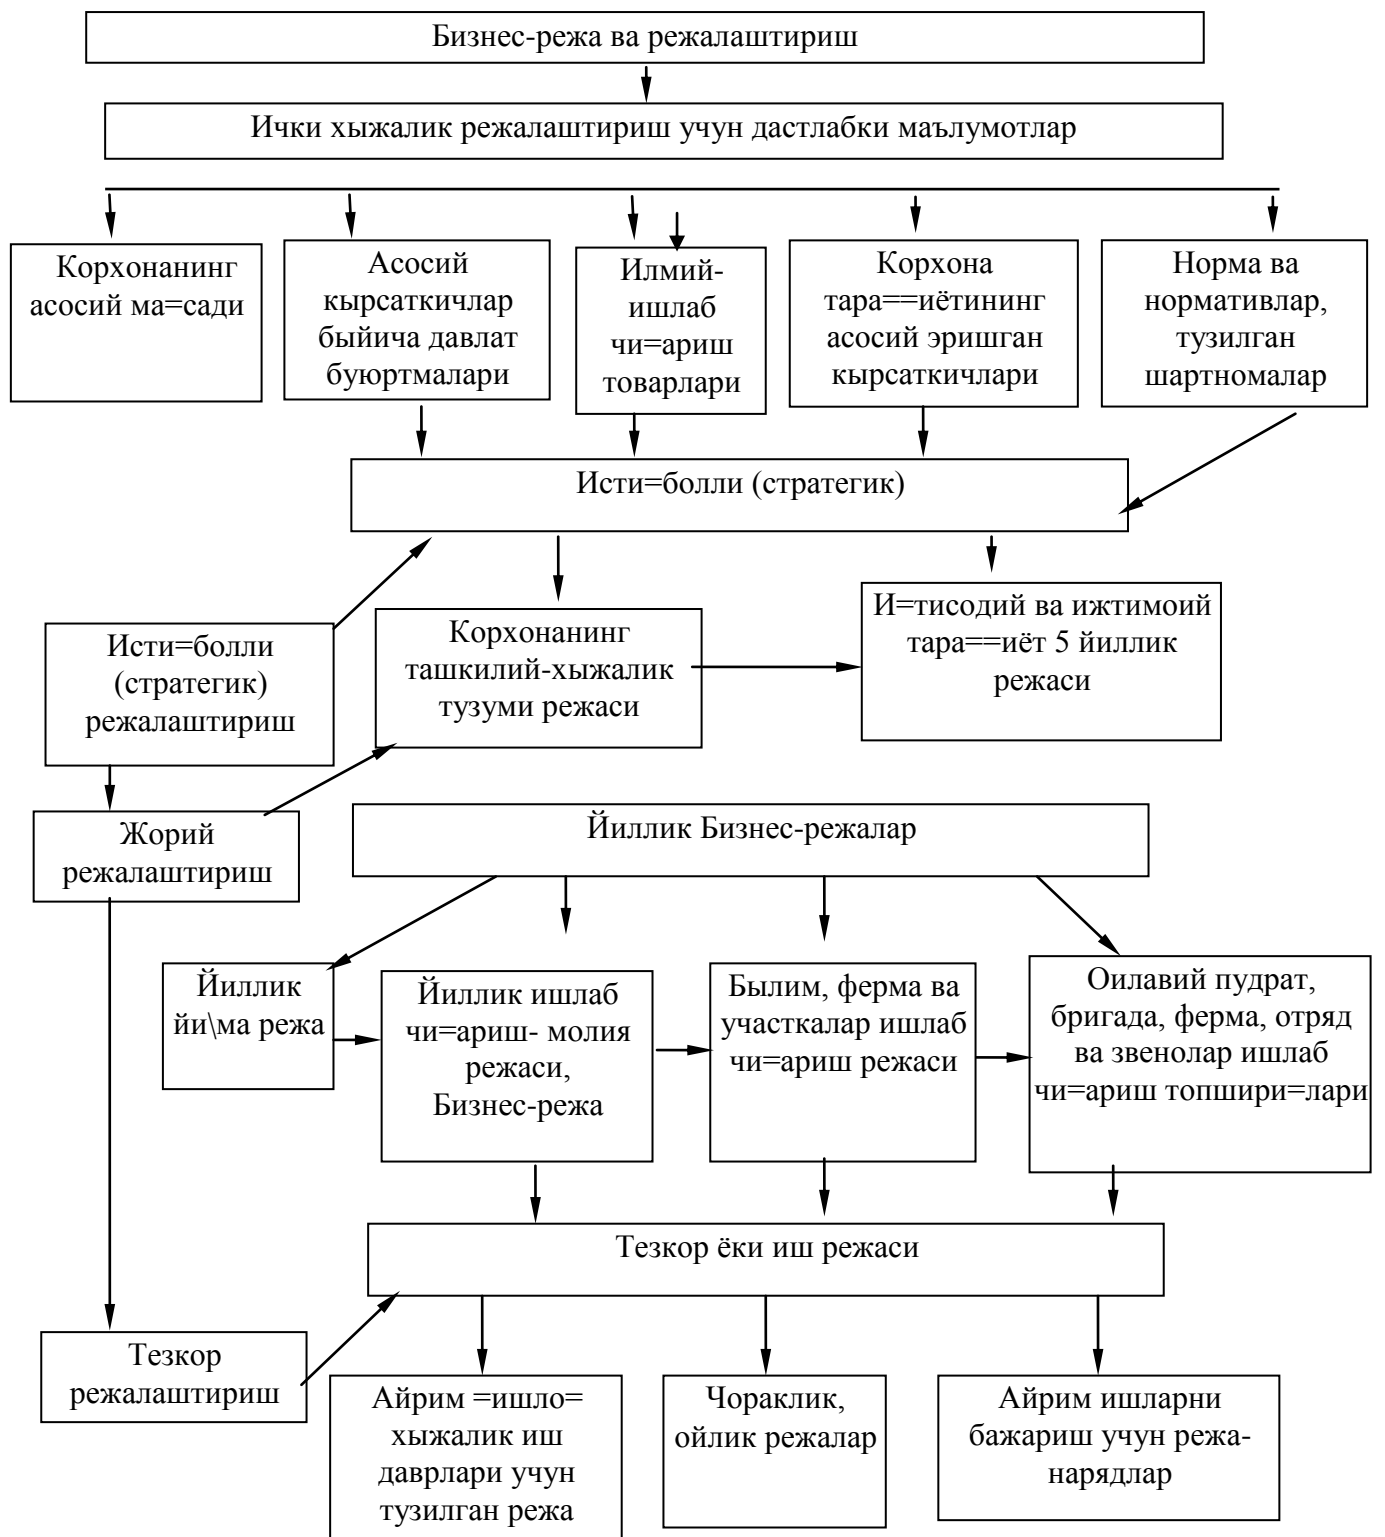 Бизнес-режа ва режалаштириш
Ички хыжалик режалаштириш учун дастлабки маълумотлар
Корхонанинг
асосий ма=сади
Асосий
кырсаткичлар
быйича давлат
буюртмалари
Илмий-
ишлаб
чи=ариш
товарлари
Корхона
тара==иётининг
асосий эришган
кырсаткичлари
Норма ва
нормативлар,
тузилган
шартномалар
Исти=болли (стратегик)
Исти=болли
(стратегик)
режалаштириш
Корхонанинг
ташкилий-хыжалик
тузуми режаси
И=тисодий ва ижтимоий
тара==иёт 5 йиллик
режаси
Жорий
режалаштириш
Йиллик Бизнес-режалар
Йиллик
йи\ма режа
Йиллик ишлаб
чи=ариш- молия
режаси,
Бизнес-режа
Былим, ферма ва
участкалар ишлаб
чи=ариш режаси
Оилавий пудрат,
бригада, ферма, отряд
ва звенолар ишлаб
чи=ариш топшири=лари
Тезкор ёки иш режаси
Тезкор
режалаштириш
Айрим =ишло=
хыжалик иш
даврлари учун
тузилган режа
Чораклик,
ойлик режалар
Айрим ишларни
бажариш учун режа-
нарядлар